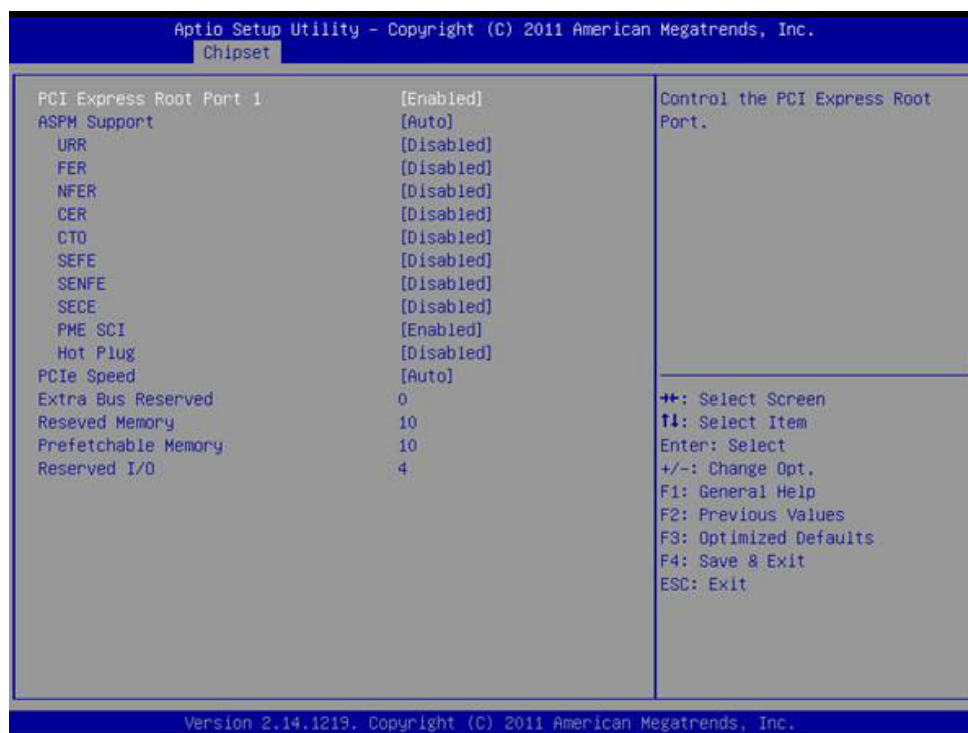 Aptio Setup Utility – Copyright (C) 2011 American Megatrends, Inc.
Chipset
PCI Express Root Port 1 [Enabled]
ASPM Support [Auto]
URR [Disabled]
FER [Disabled]
NFER [Disabled]
CER [Disabled]
CTO [Disabled]
SEFE [Disabled]
SENFE [Disabled]
SECE [Disabled]
PME SCI [Enabled]
Hot Plug [Disabled]
PCIe Speed [Auto]
Extra Bus Reserved 0
Reseved Memory 10
Prefetchable Memory 10
Reserved I/O 4
Control the PCI Express Root
Port.
→←: Select Screen
↑↓: Select Item
Enter: Select
+/-: Change Opt.
F1: General Help
F2: Previous Values
F3: Optimized Defaults
F4: Save & Exit
ESC: Exit
Version 2.14.1219. Copyright (C) 2011 American Megatrends, Inc.